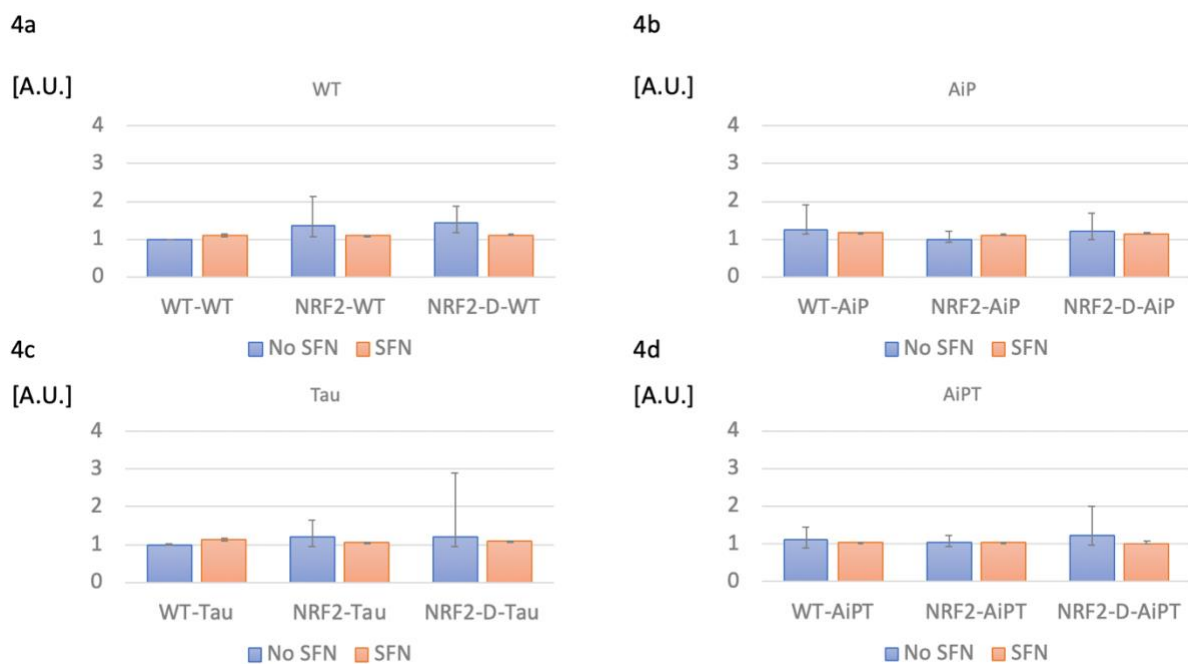 4a
[A.U.]
WT
4
3
2
1
0
WT-WT NRF2-WT NRF2-D-WT
No SFN SFN
4b
[A.U.]
AiP
4
3
2
1
0
WT-AiP NRF2-AiP NRF2-D-AiP
No SFN SFN
4c
[A.U.]
Tau
4
3
2
1
0
WT-Tau NRF2-Tau NRF2-D-Tau
No SFN SFN
4d
[A.U.]
AiPT
4
3
2
1
0
WT-AiPT NRF2-AiPT NRF2-D-AiPT
No SFN SFN